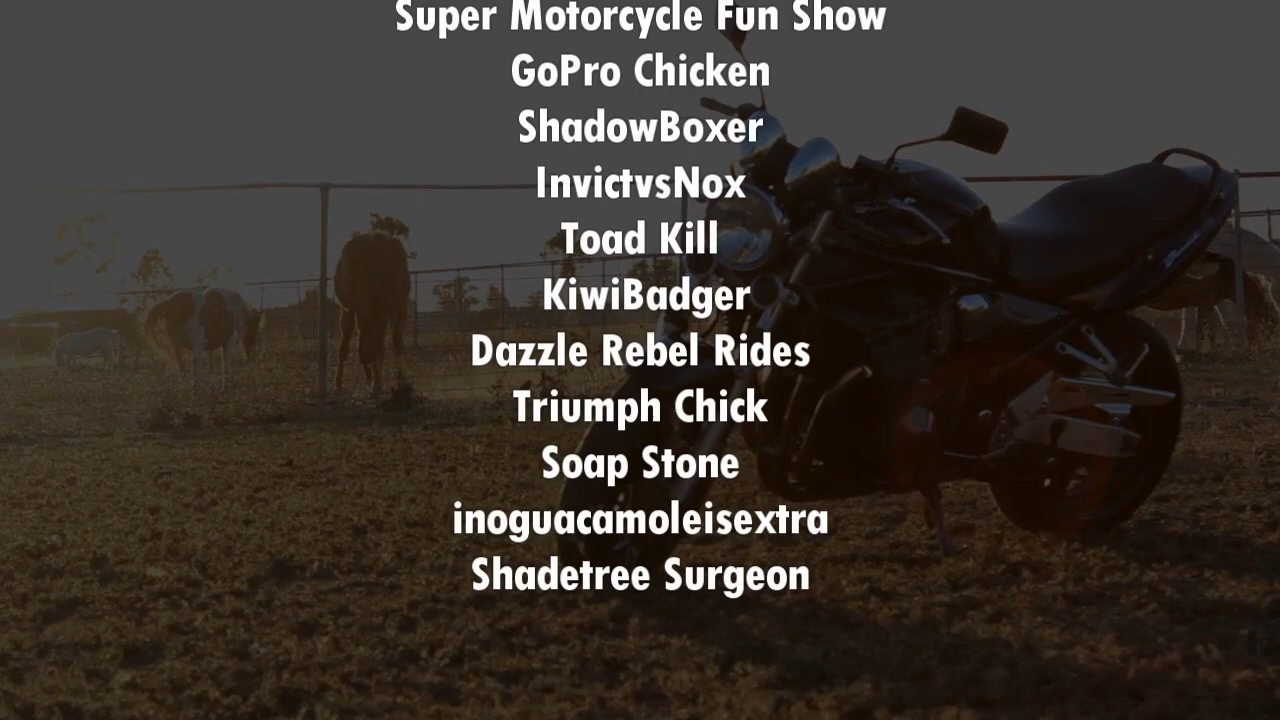 Super Motorcycle Fun Show
GoPro Chicken
ShadowBoxer
InvictvsNox
Toad Kill
KiwiBadger
Dazzle Rebel Rides
Triumph Chick
Soap Stone
inoguacamoleisextra
Shadetree Surgeon